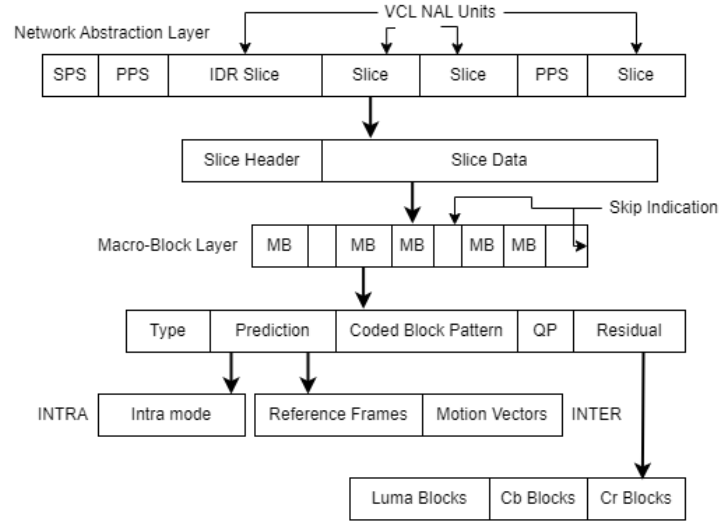 VCL NAL Units
Network Abstraction Layer
SPS PPS IDR Slice Slice Slice PPS Slice
Slice Header Slice Data
Skip Indication
Macro-Block Layer MB MB MB MB MB
Type Prediction Coded Block Pattern QP Residual
INTRA Intra mode Reference Frames Motion Vectors INTER
Luma Blocks Cb Blocks Cr Blocks